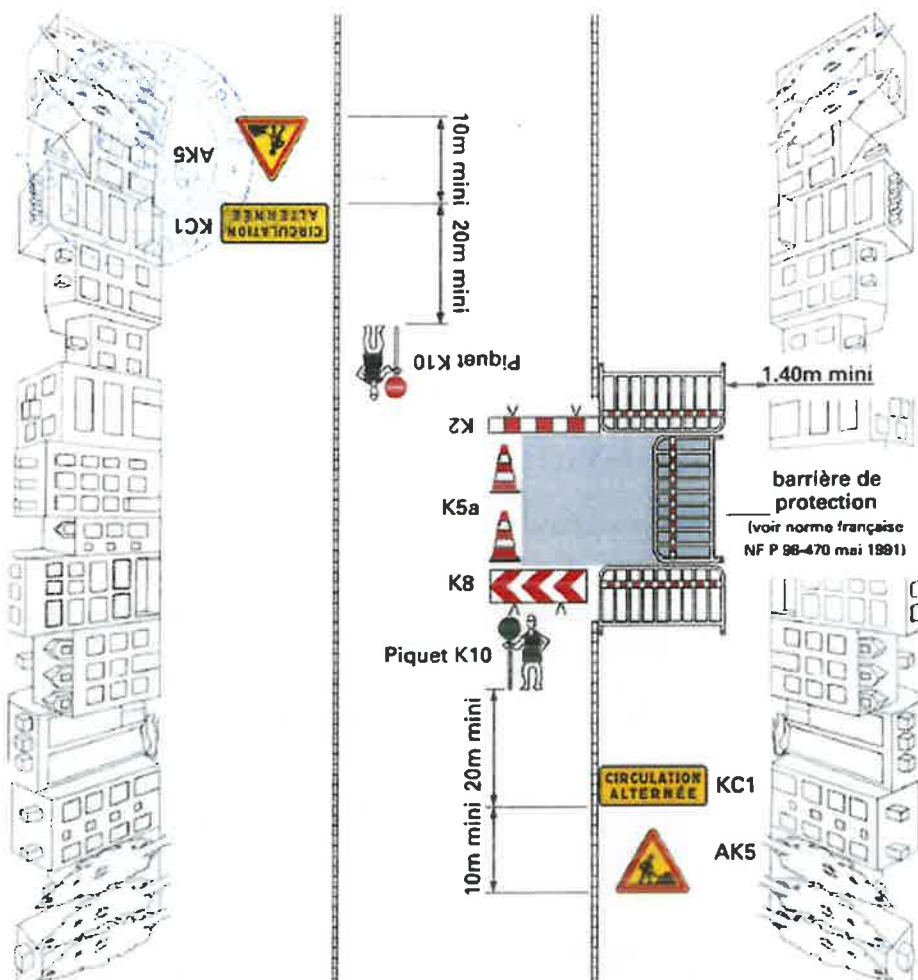 10m mini
AK5
CIRCULATION
ALTERNÉE
KC1
20m mini
Piquet K10
1.40m mini
K2
barrière de
protection
(voir norme française
NF P 98-470 mai 1991)
K5a
K8
Piquet K10
20m mini
CIRCULATION
ALTERNÉE
KC1
10m mini
AK5